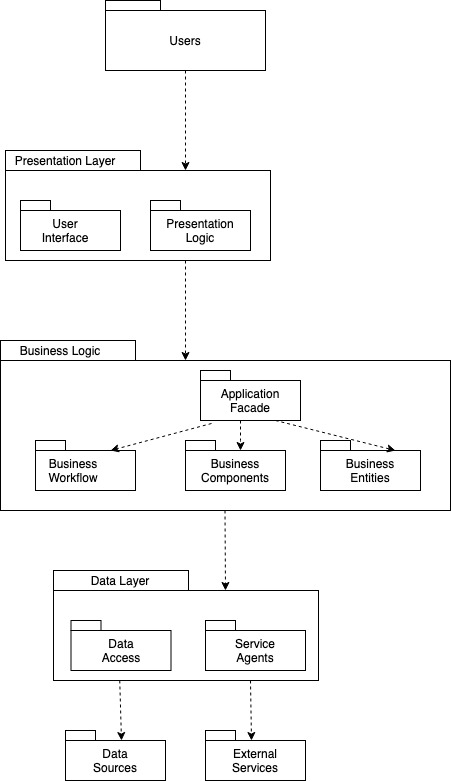 Users
Presentation Layer
User
Interface
Presentation
Logic
Business Logic
Application
Facade
Business
Workflow
Business
Components
Business
Entities
Data Layer
Data
Access
Service
Agents
Data
Sources
External
Services